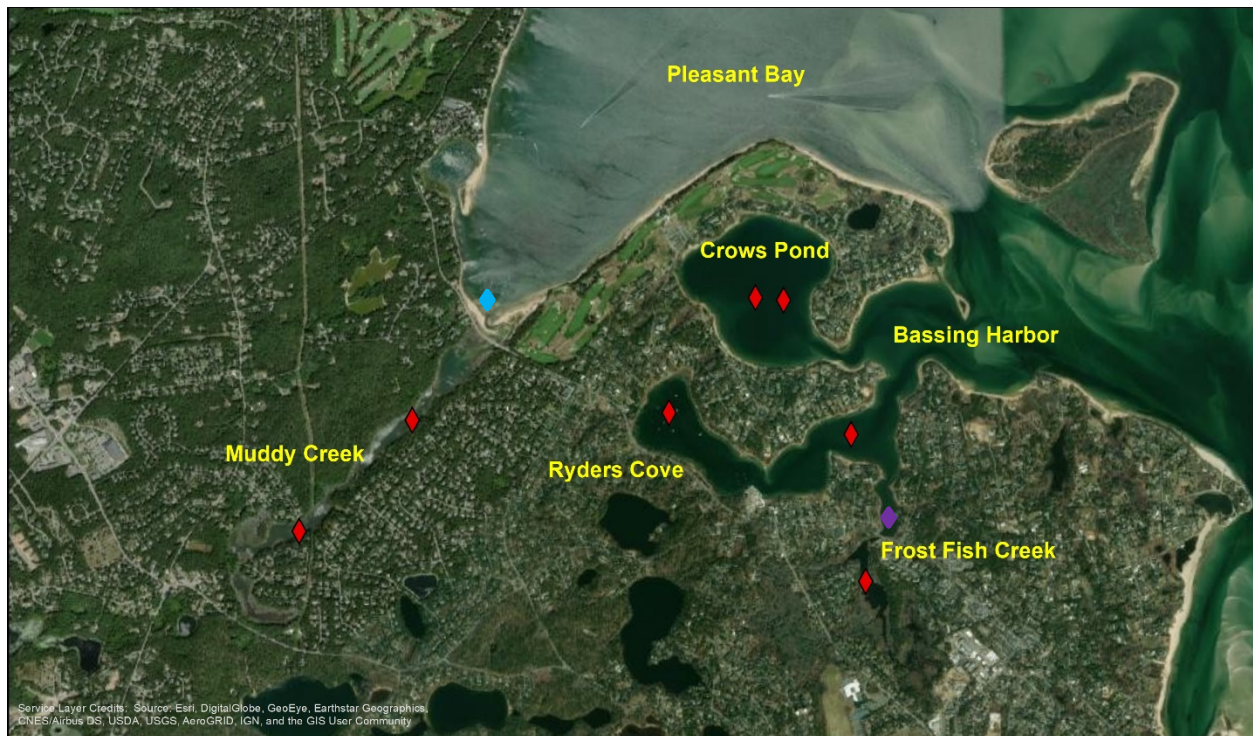 Pleasant Bay
Crows Pond
Bassing Harbor
Muddy Creek
Ryders Cove
Frost Fish Creek
Service Layer Credits: Source: Esri, DigitalGlobe, GeoEye, Earthstar Geographics,
CNES/Airbus DS, USDA, USGS, AeroGRID, IGN, and the GIS User Community